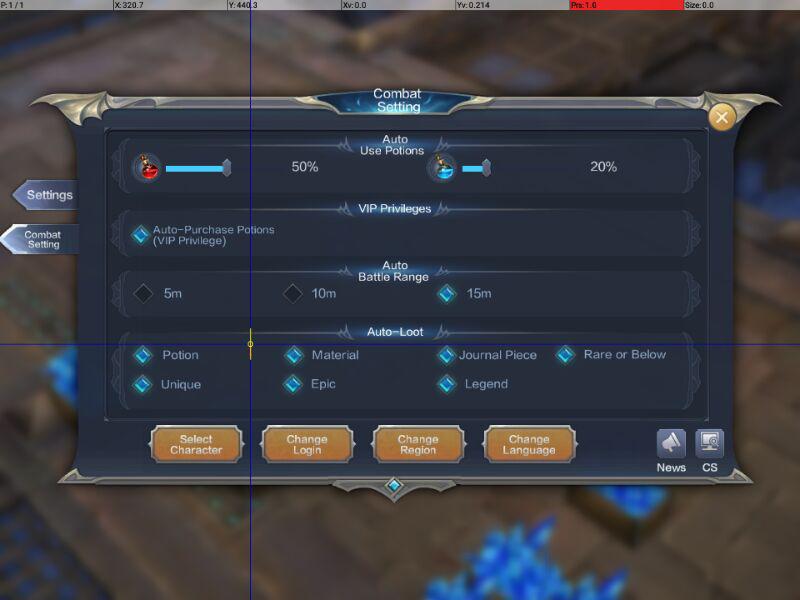 P: 1 / 1 X: 320.7 Y: 440.3 Xv: 0.0 Yv: 0.214 Prs: 1.0 Size: 0.0
Combat
Setting
Auto
Use Potions
50% 20%
Settings
VIP Privileges
Combat
Setting
Auto-Purchase Potions
(VIP Privilege)
Auto
Battle Range
5m 10m 15m
Auto-Loot
Potion Material Journal Piece Rare or Below
Unique Epic Legend
Select
Character
Change
Login
Change
Region
Change
Language
News CS